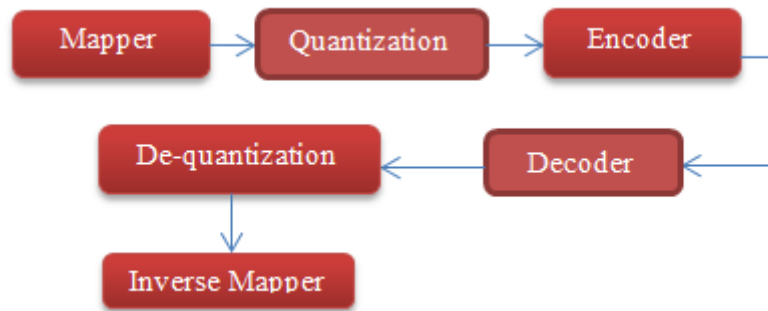 Mapper
Quantization
Encoder
De-quantization
Decoder
Inverse Mapper